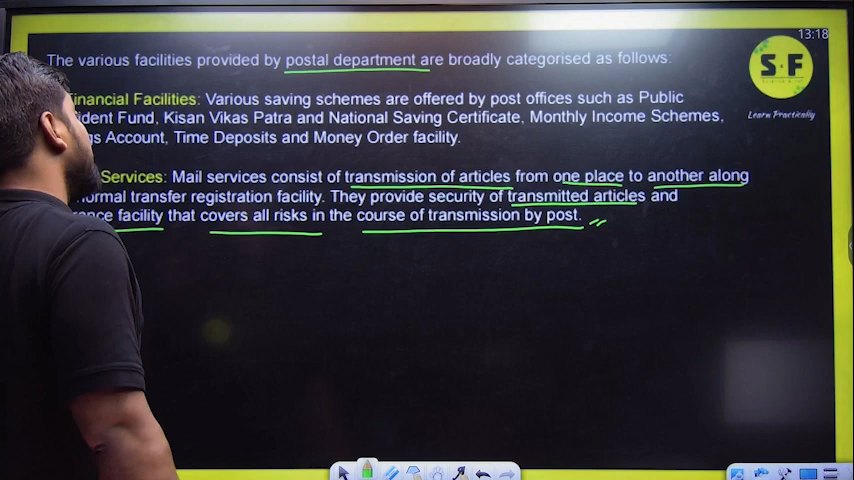 13:18
The various facilities provided by postal department are broadly categorised as follows:
S F
Financial Facilities: Various saving schemes are offered by post offices such as Public
Fund, Kisan Vikas Patra and National Saving Certificate, Monthly Income Schemes,
Learn Practically
Account, Time Deposits and Money Order facility.
Services: Mail services consist of transmission of articles from one place to another along
normal transfer registration facility. They provide security of transmitted articles and
facility that covers all risks in the course of transmission by post.